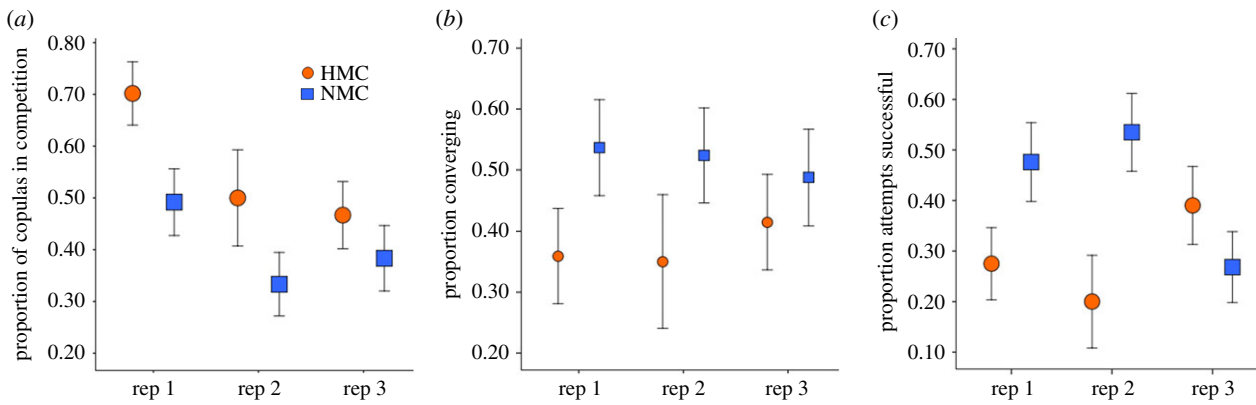 (a)
proportion of copulas in competition
0.80
0.70
0.60
0.50
0.40
0.30
0.20
HMC
NMC
rep 1 rep 2 rep 3
(b)
proportion converging
0.70
0.60
0.50
0.40
0.30
0.20
rep 1 rep 2 rep 3
(c)
proportion attempts successful
0.70
0.60
0.50
0.40
0.30
0.20
0.10
rep 1 rep 2 rep 3